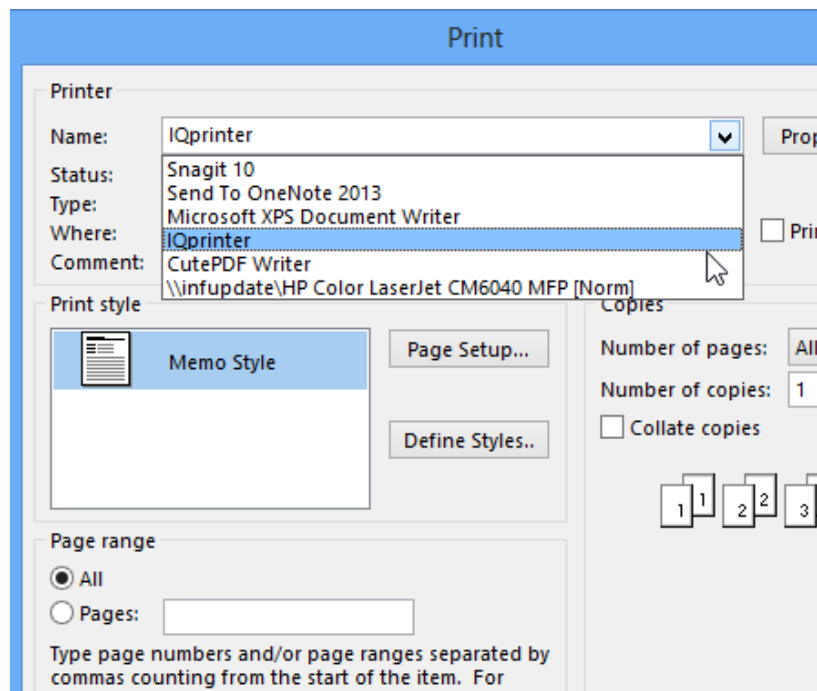 Print
Printer
Name: IQprinter
Status:
Type:
Where:
Comment:
Snagit 10
Send To OneNote 2013
Microsoft XPS Document Writer
IQprinter
CutePDF Writer
\\infupdate\HP Color LaserJet CM6040 MFP [Norm]
Print style
Memo Style
Page Setup...
Define Styles..
Copies
Number of pages: All
Number of copies: 1
Collate copies
1 1 2 2 3
Page range
All
Pages:
Type page numbers and/or page ranges separated by
commas counting from the start of the item. For